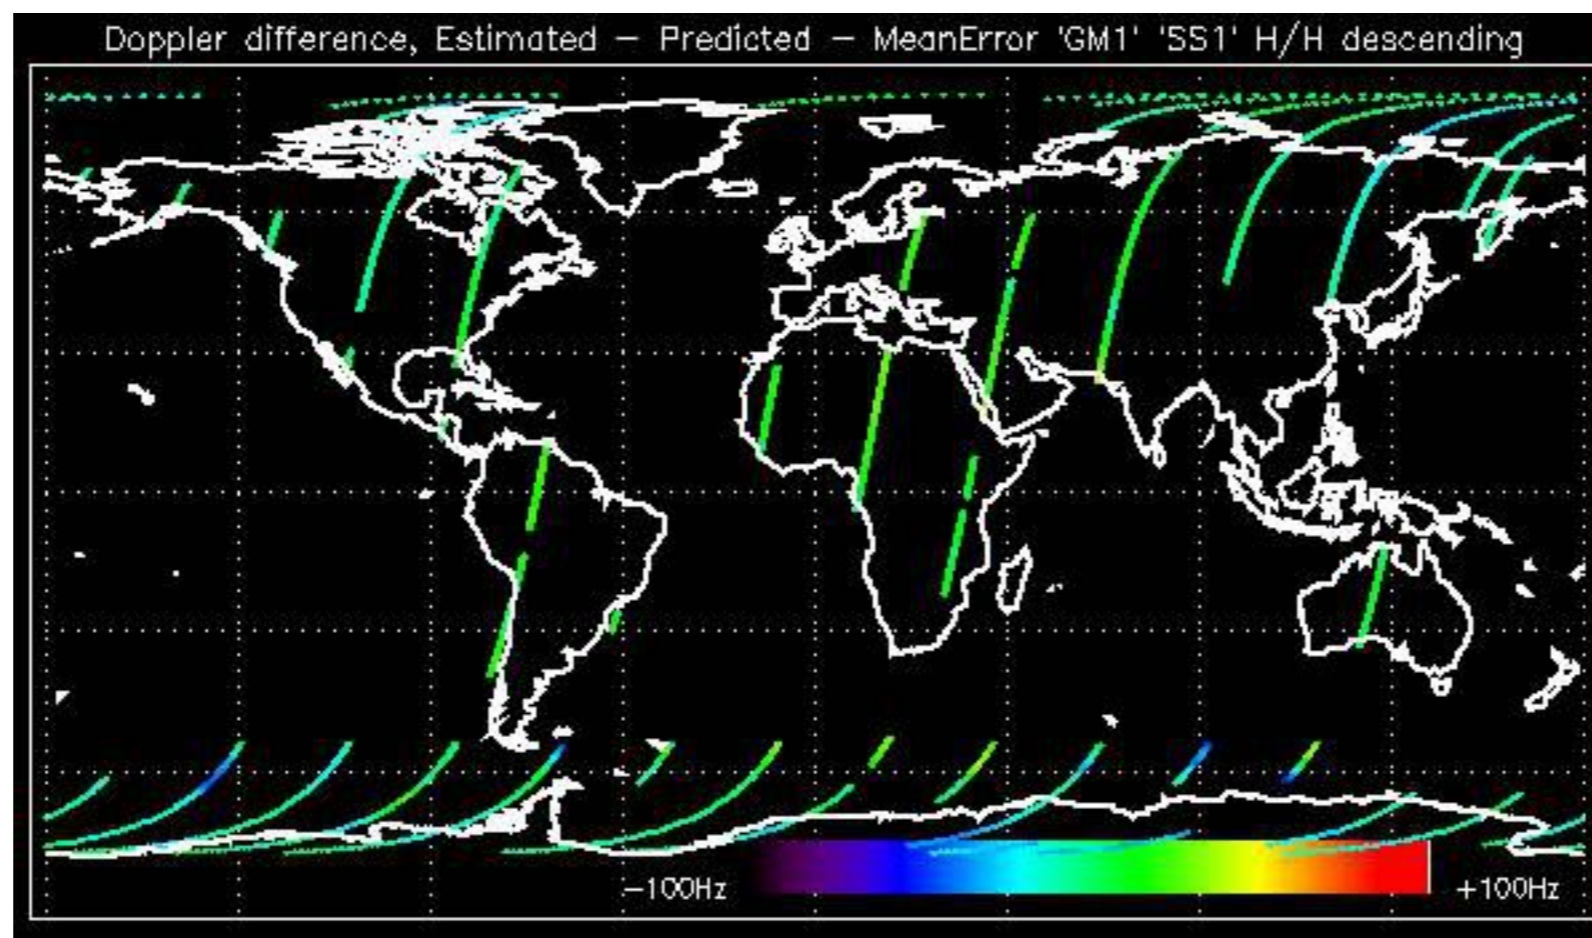 Doppler difference, Estimated – Predicted – MeanError 'GM1' 'SS1' H/H descending
–100Hz
+100Hz